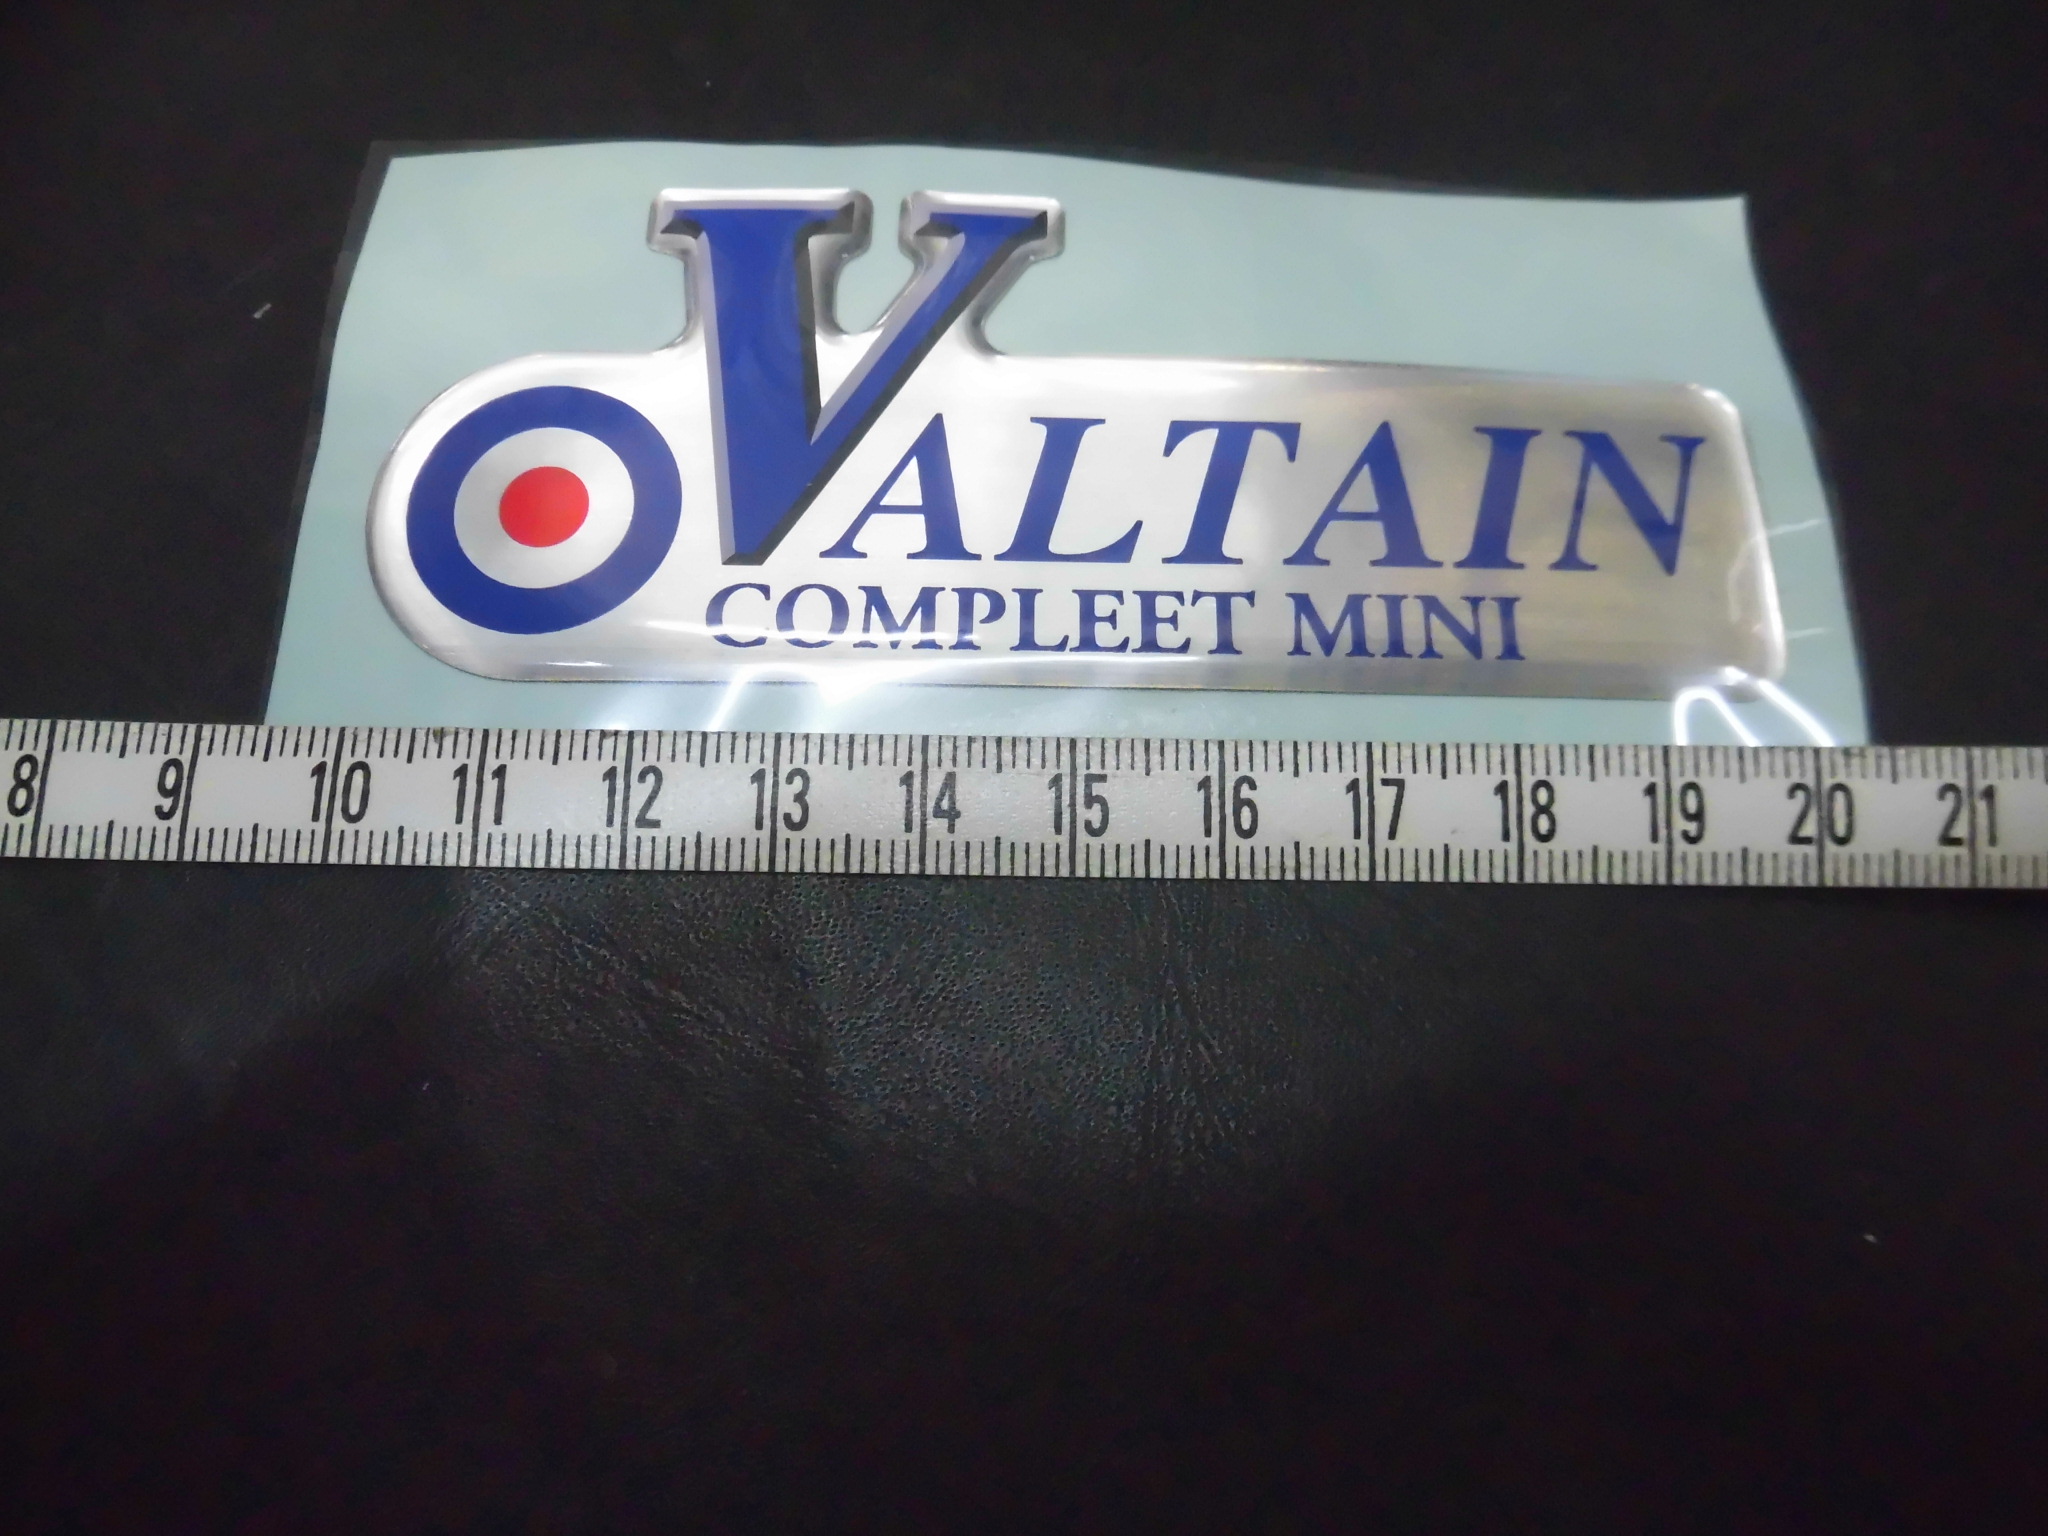 VALTAIN
COMPLEET MINI
8 9 10 11 12 13 14 15 16 17 18 19 20 21